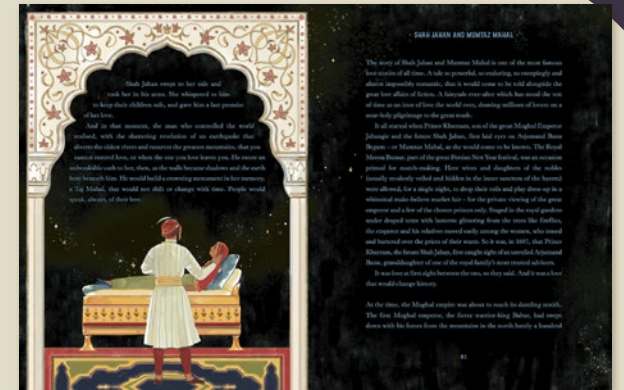 Shah Jahan swept to her side and
took her in his arms. She whispered to him
to keep their children safe, and gave him a last promise
of her love.
And in that moment, the man who controlled the world
realised, with the shattering revelation of an earthquake that
diverts the oldest rivers and reorders the greatest mountains, that you
cannot control love, or when the one you love leaves you. He swore an
unbreakable oath to her, then, as the walls became shadows and the earth
bent beneath him. He would build a crowning monument in her memory,
a Taj Mahal, that would not shift or change with time. People would
speak, always, of their love.
SHAH JAHAN AND MUMTAZ MAHAL
The story of Shah Jahan and Mumtaz Mahal is one of the most famous
love stories of all time. A tale so powerful, so enduring, so sweepingly and
almost impossibly romantic, that it would come to be told alongside the
great love affairs of fiction. A fairytale ever-after which has stood the test
of time as an icon of love the world over, drawing millions of lovers on a
near-holy pilgrimage to the great tomb.
It all started when Prince Khurram, son of the great Moghul Emperor
Jahangir and the future Shah Jahan, first laid eyes on Arjumand Banu
Begum – or Mumtaz Mahal, as she would come to be known. The Royal
Meena Bazaar, part of the great Persian New Year festival, was an occasion
primed for match-making. Here wives and daughters of the nobles
(usually modestly veiled and hidden in the inner sanctum of the harem)
were allowed, for a single night, to drop their veils and play dress-up in a
whimsical make-believe market fair – for the private viewing of the great
emperor and a few of his chosen princes only. Staged in the royal gardens
under draped tents with lanterns glittering from the trees like fireflies,
the emperor and his relatives moved easily among the women, who teased
and bartered over the prices of their wares. So it was, in 1607, that Prince
Khurram, the future Shah Jahan, first caught sight of an unveiled Arjumand
Banu, granddaughter of one of the royal family's most trusted advisors.
It was love at first sight between the two, so they said. And it was a love
that would change history.
At the time, the Moghul empire was about to reach its dazzling zenith.
The first Moghul emperor, the fierce warrior-king Babur, had swept
down with his forces from the mountains in the north barely a hundred
81